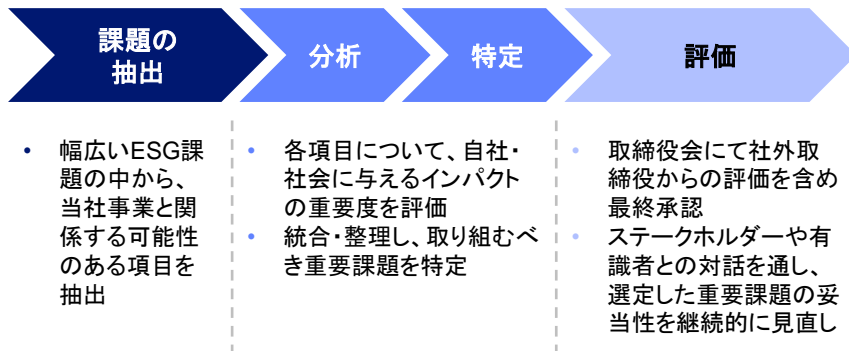 課題の
抽出
分析
特定
評価
• 幅広いESG課
題の中から、
当社事業と関
係する可能性
のある項目を
抽出
• 各項目について、自社・
社会に与えるインパクト
の重要度を評価
• 統合・整理し、取り組むべ
き重要課題を特定
• 取締役会にて社外取
締役からの評価を含め
最終承認
• ステークホルダーや有
識者との対話を通し、
選定した重要課題の妥
当性を継続的に見直し